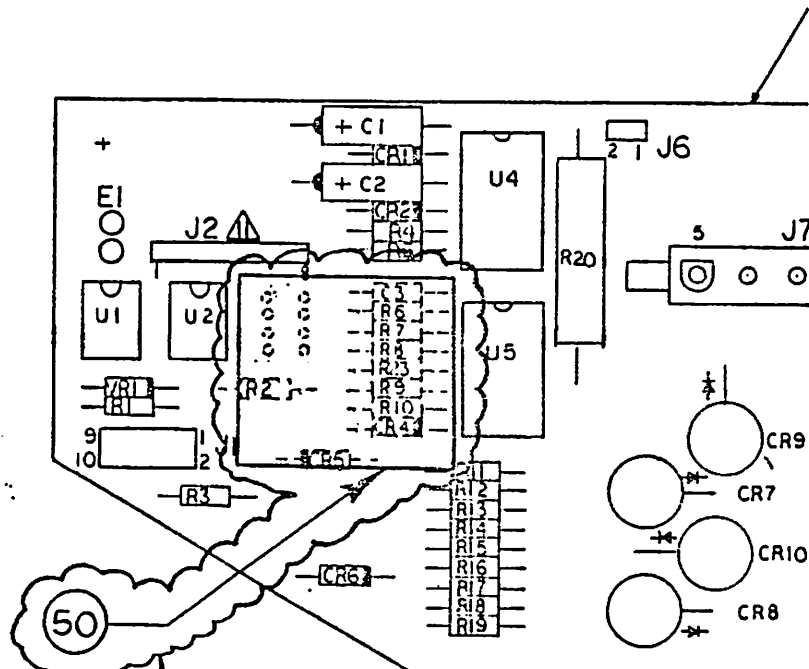 + C1
CR1
+ C2
CR2
R4
U4
2 1 J6
+
E1
J2
R20
5 J7
U1
U2
C3
R6
R7
R8
R23
R9
R10
U5
R2
VR1
R1
9 1
10 2
CR5
R3
CR9
CR7
CR10
CR8
R12
R13
R14
R15
R16
R17
R18
R19
CR6
50